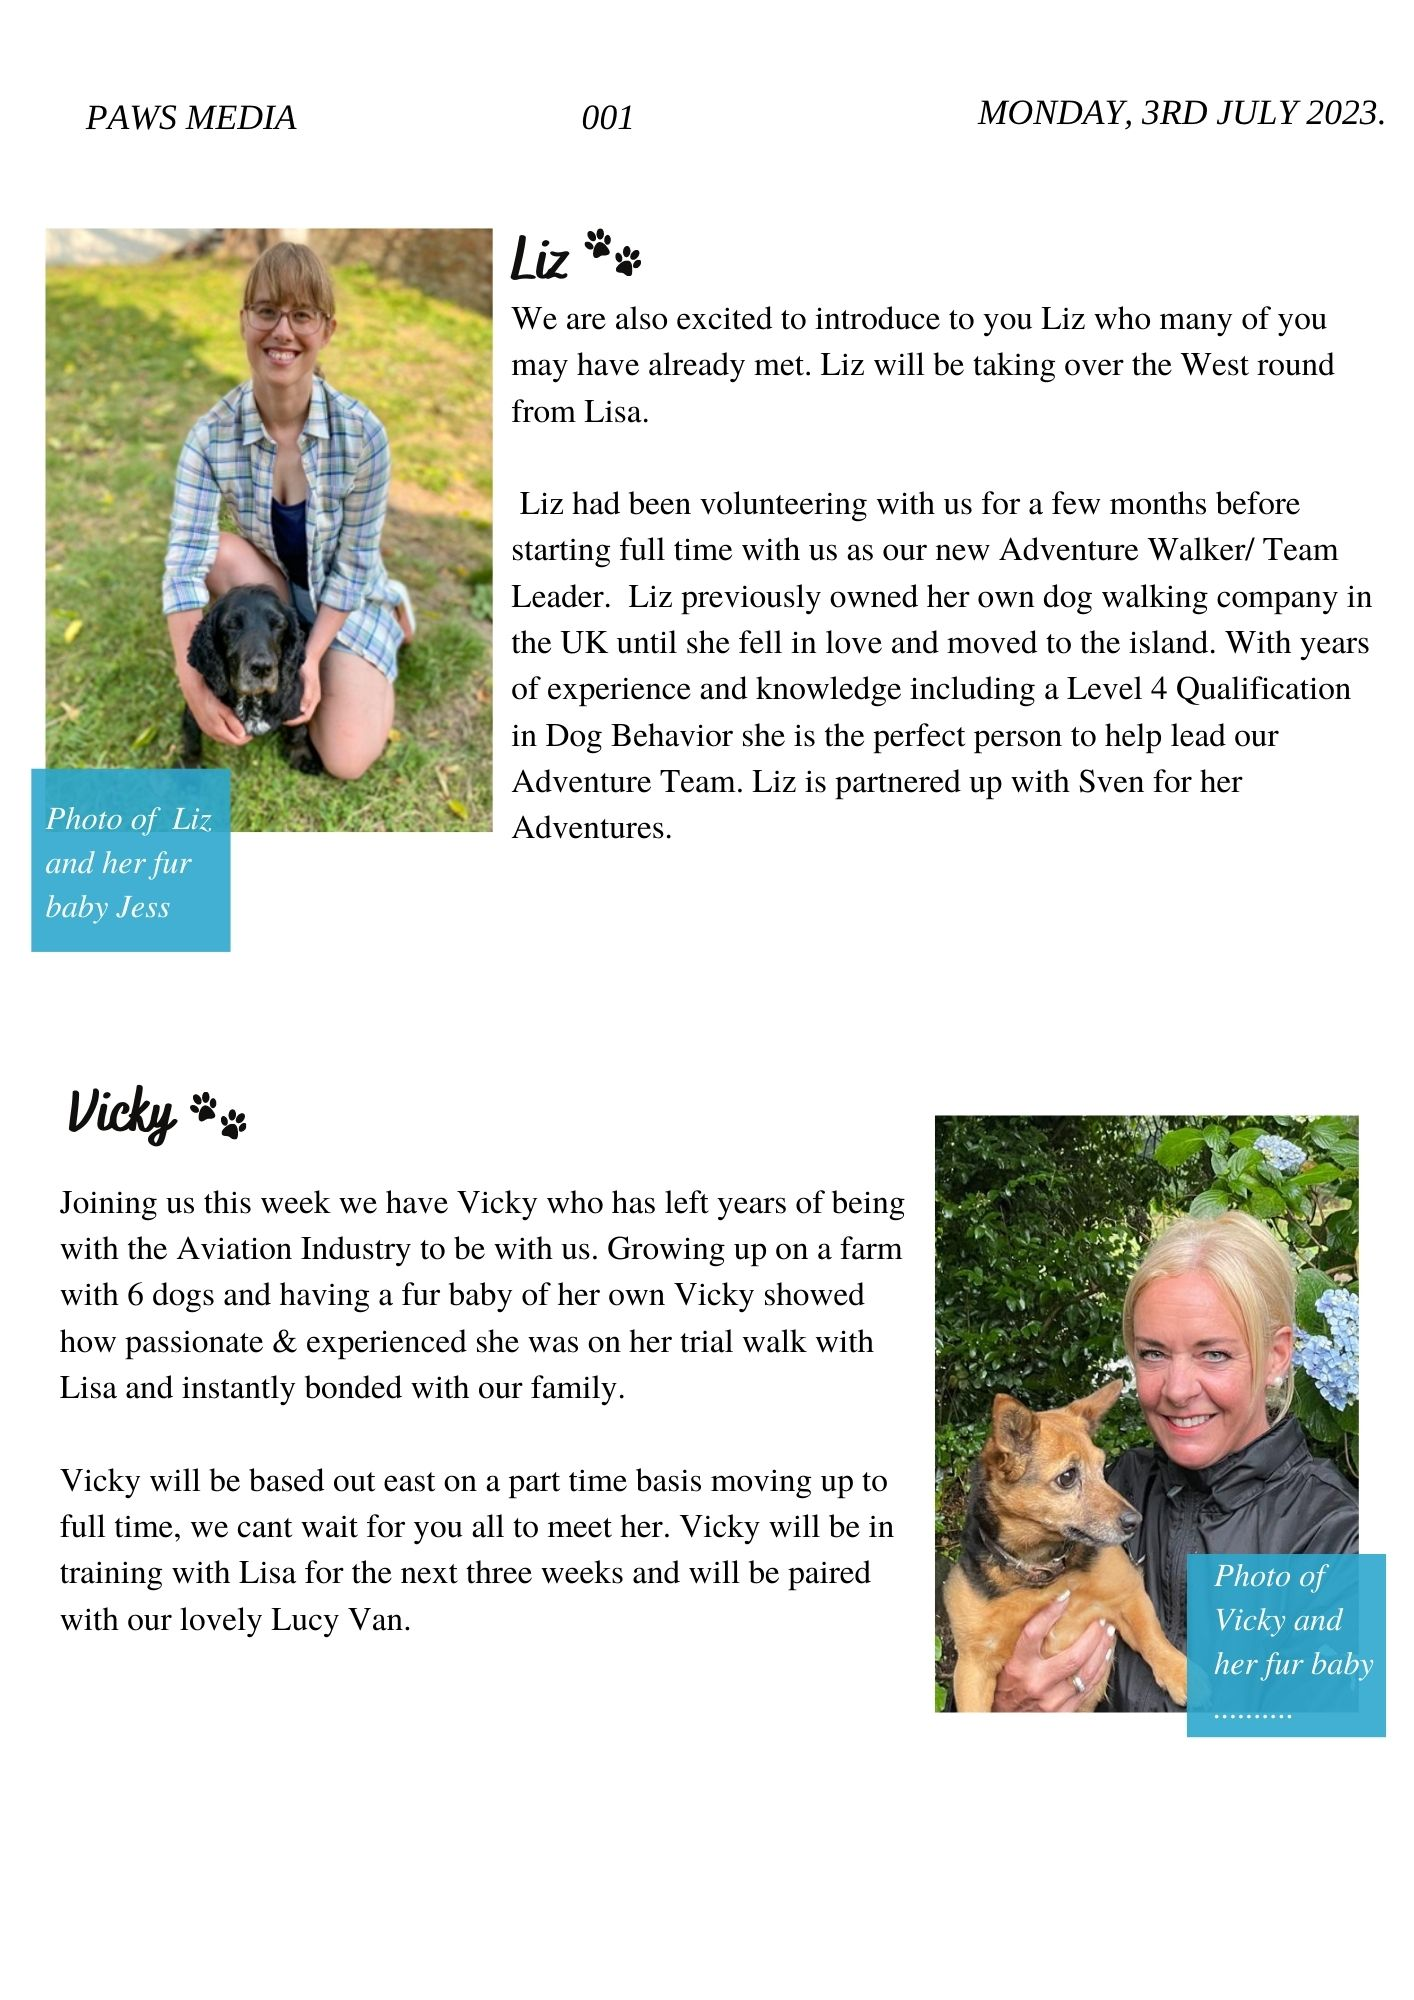 PAWS MEDIA
001
MONDAY, 3RD JULY 2023.
Liz
We are also excited to introduce to you Liz who many of you
may have already met. Liz will be taking over the West round
from Lisa.
Liz had been volunteering with us for a few months before
starting full time with us as our new Adventure Walker/ Team
Leader.  Liz previously owned her own dog walking company in
the UK until she fell in love and moved to the island. With years
of experience and knowledge including a Level 4 Qualification
in Dog Behavior she is the perfect person to help lead our
Adventure Team. Liz is partnered up with Sven for her
Adventures.
Photo of  Liz
and her fur
baby Jess
Vicky
Joining us this week we have Vicky who has left years of being
with the Aviation Industry to be with us. Growing up on a farm
with 6 dogs and having a fur baby of her own Vicky showed
how passionate & experienced she was on her trial walk with
Lisa and instantly bonded with our family.
Vicky will be based out east on a part time basis moving up to
full time, we cant wait for you all to meet her. Vicky will be in
training with Lisa for the next three weeks and will be paired
with our lovely Lucy Van.
Photo of
Vicky and
her fur baby
..........